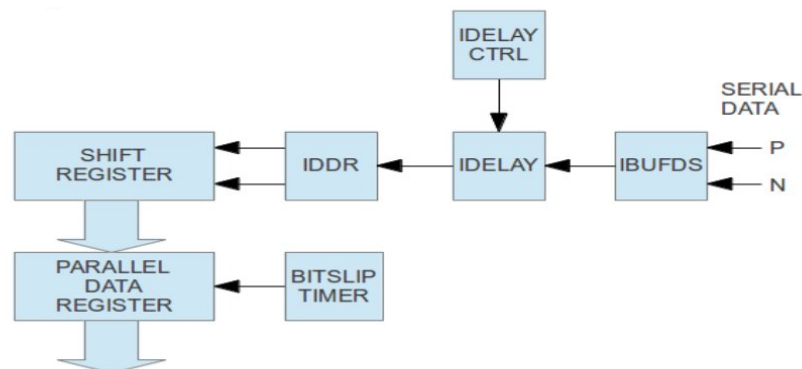 IDELAY
CTRL
SERIAL
DATA
SHIFT
REGISTER
IDDR
IDELAY
IBUFDS
P
N
PARALLEL
DATA
REGISTER
BITSLIP
TIMER